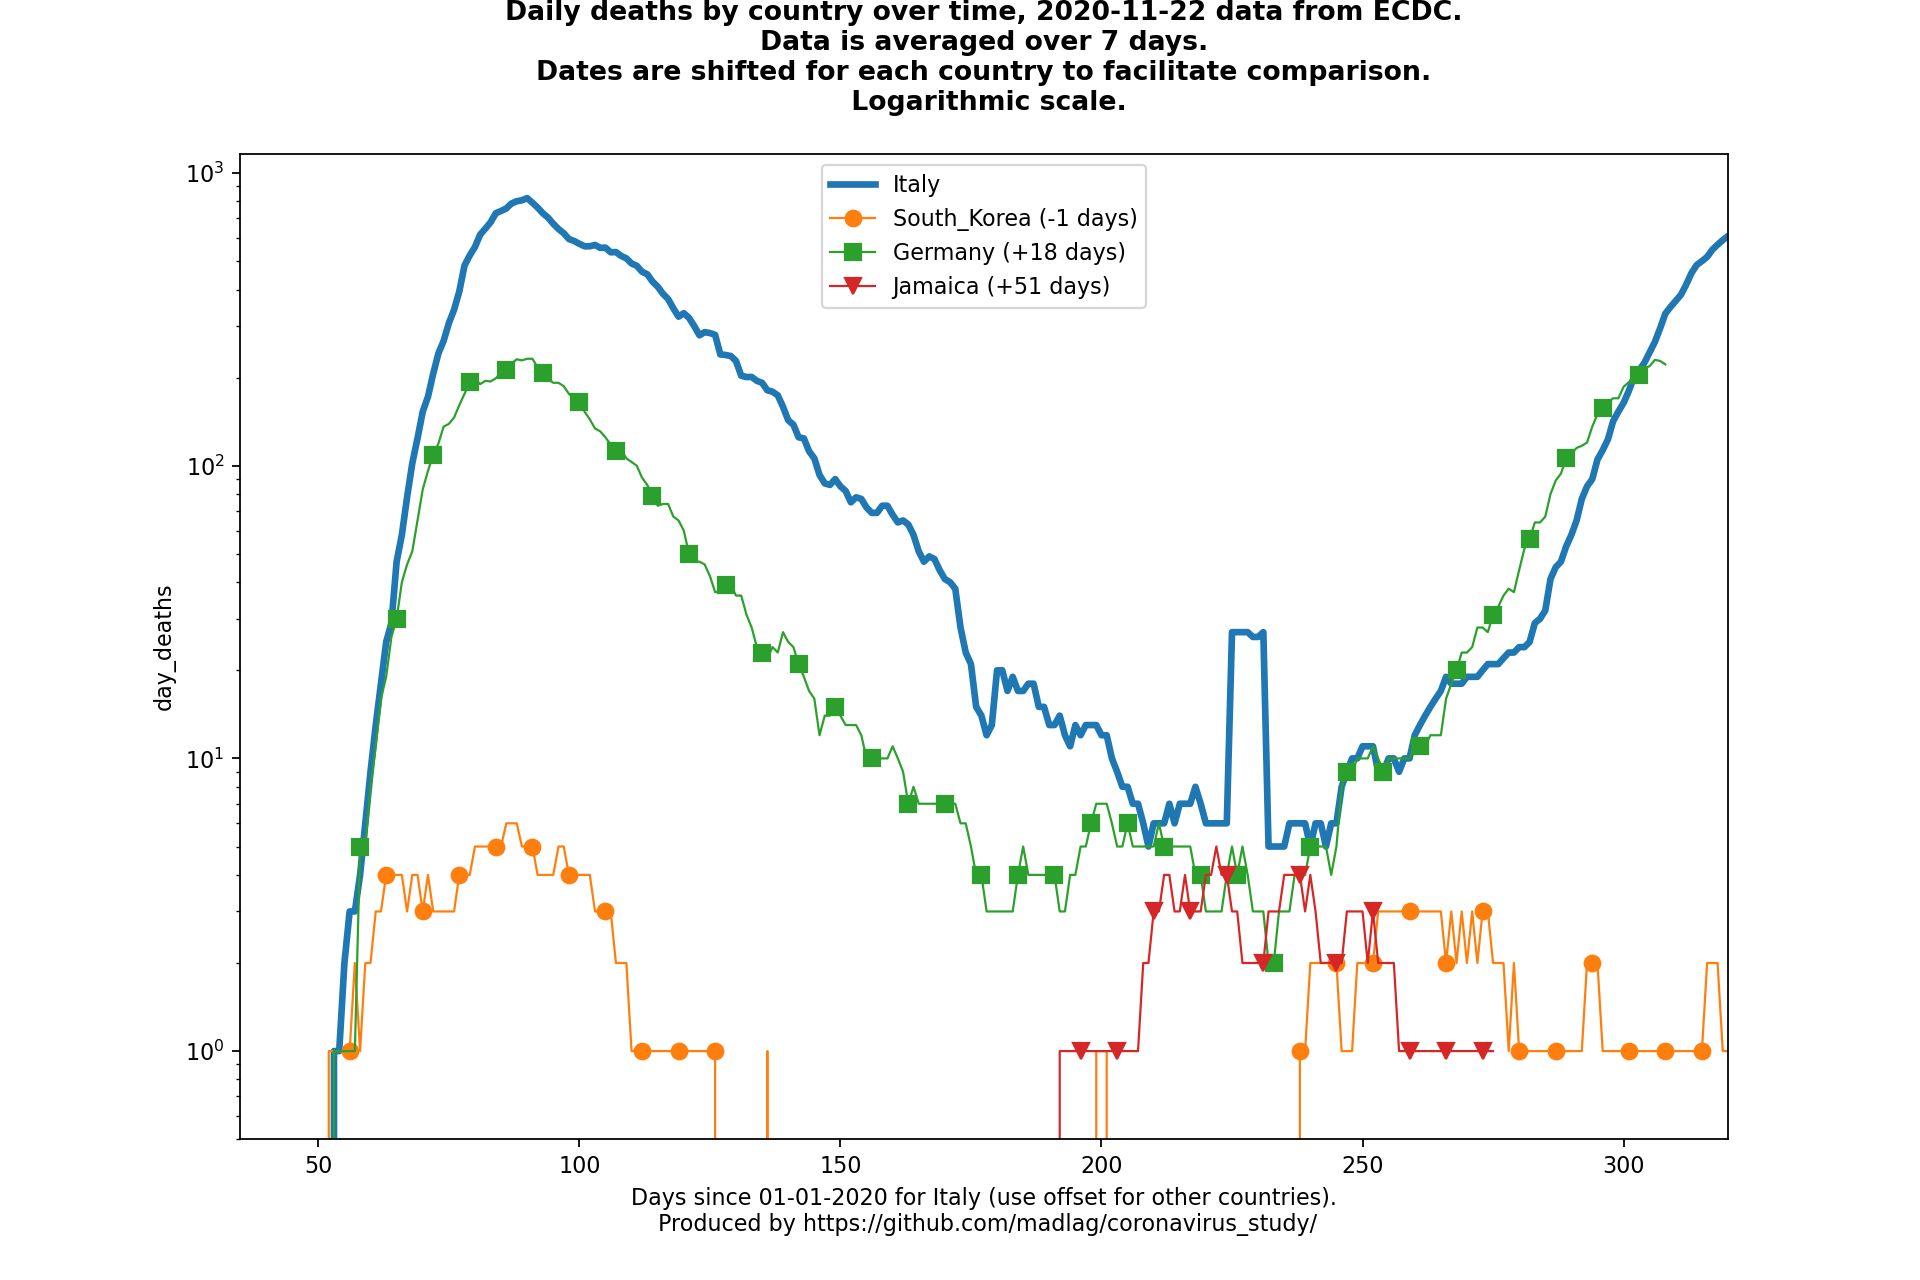 Daily deaths by country over time, 2020-11-22 data from ECDC.
Data is averaged over 7 days.
Dates are shifted for each country to facilitate comparison.
Logarithmic scale.
10³
10²
10¹
10⁰
day_deaths
Italy
South_Korea (-1 days)
Germany (+18 days)
Jamaica (+51 days)
50 100 150 200 250 300
Days since 01-01-2020 for Italy (use offset for other countries).
Produced by https://github.com/madlag/coronavirus_study/